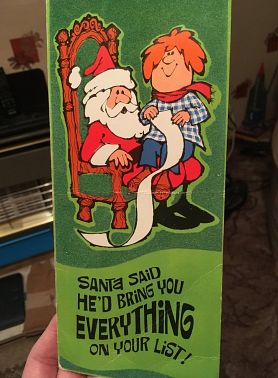 SANTA SAID
HE'D BRING YOU
EVERYTHING
ON YOUR LIST!